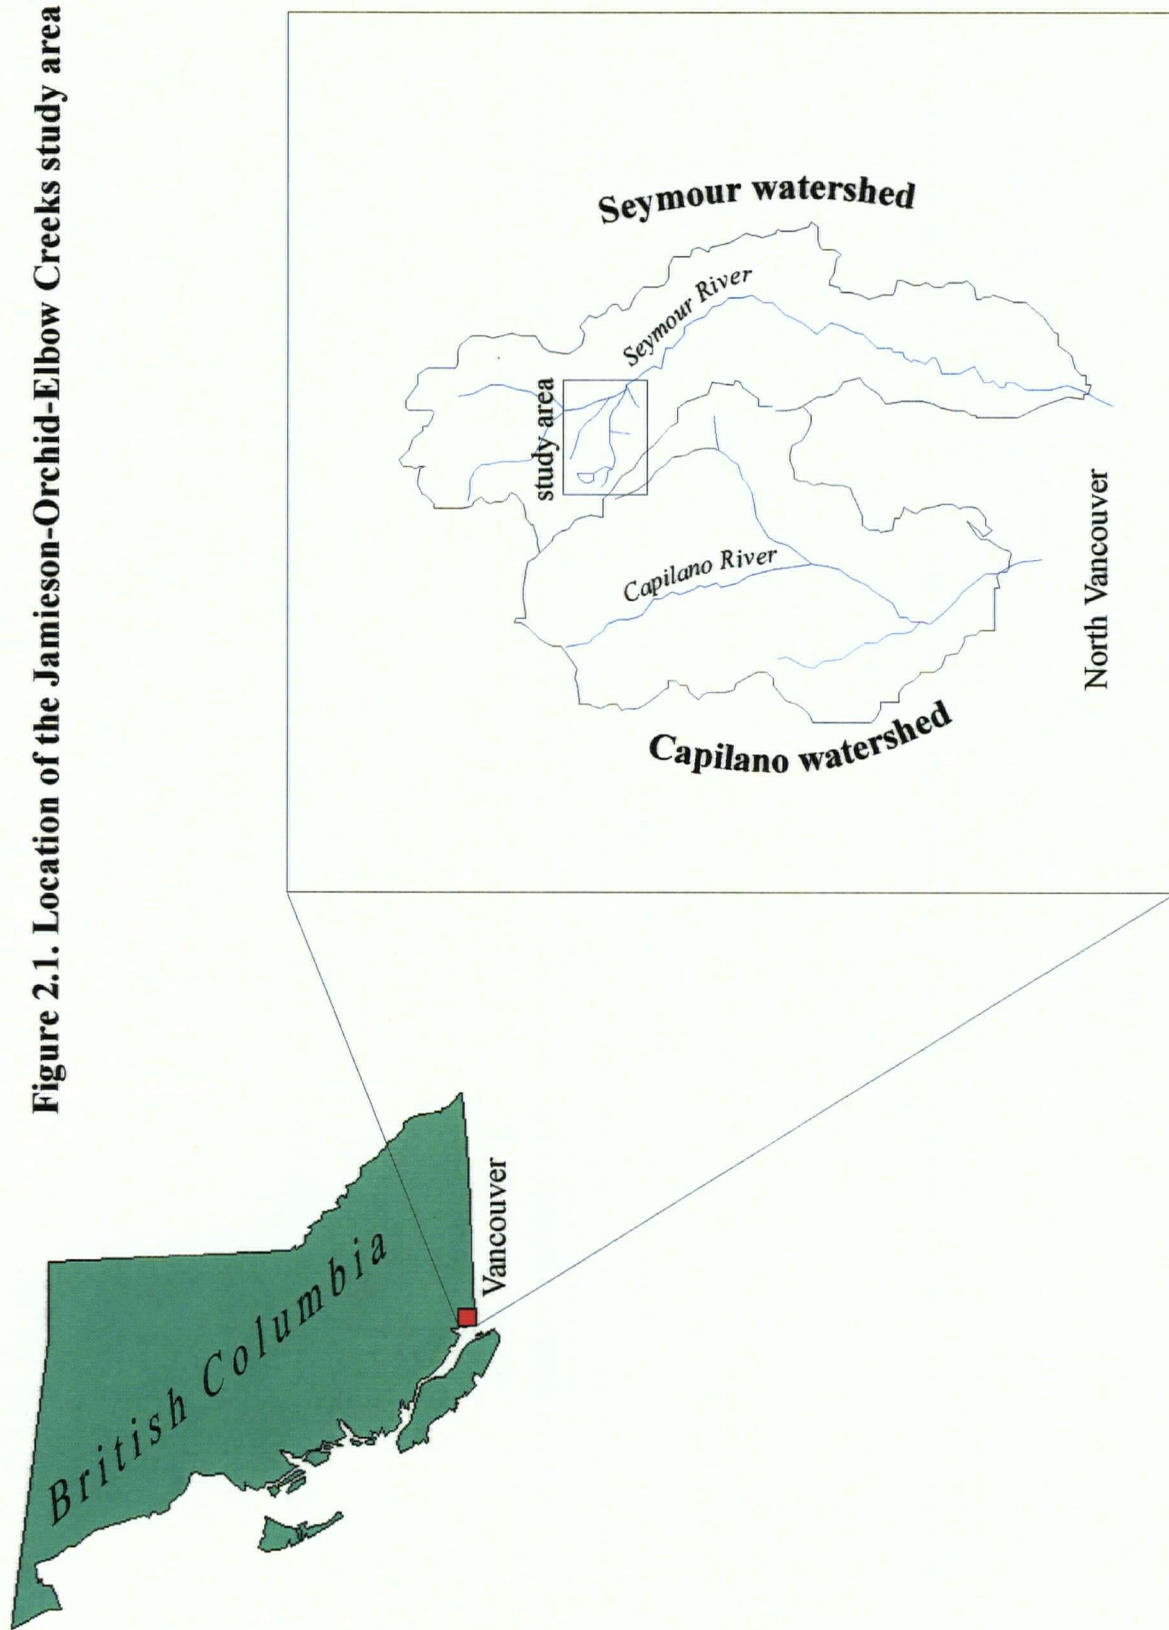 Figure 2.1. Location of the Jamieson-Orchid-Elbow Creeks study area
British Columbia
Vancouver
Seymour watershed
Seymour River
study area
Capilano River
Capilano watershed
North Vancouver